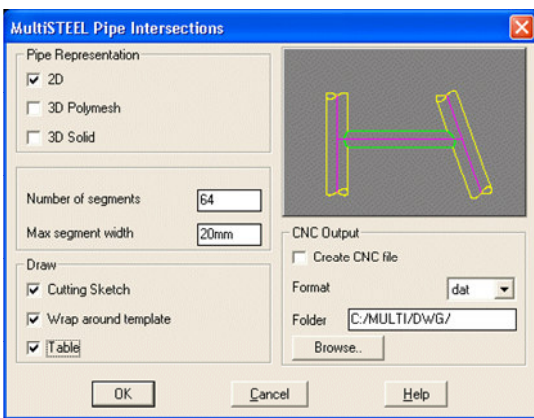 MultiSTEEL Pipe Intersections
Pipe Representation
2D
3D Polymesh
3D Solid
Number of segments 64
Max segment width 20mm
Draw
Cutting Sketch
Wrap around template
Table
CNC Output
Create CNC file
Format dat
Folder C:/MULTI/DWG/
Browse..
OK Cancel Help